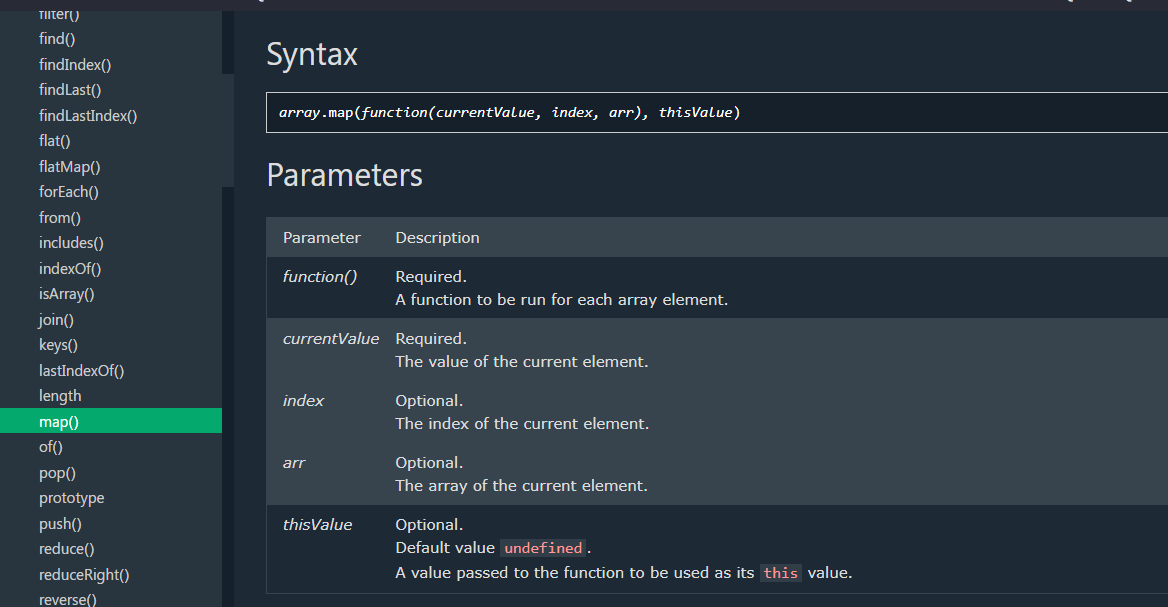 filter()
find()
findIndex()
findLast()
findLastIndex()
flat()
flatMap()
forEach()
from()
includes()
indexOf()
isArray()
join()
keys()
lastIndexOf()
length
map()
of()
pop()
prototype
push()
reduce()
reduceRight()
reverse()
Syntax
array.map(function(currentValue, index, arr), thisValue)
Parameters
Parameter Description
function() Required.
A function to be run for each array element.
currentValue Required.
The value of the current element.
index Optional.
The index of the current element.
arr Optional.
The array of the current element.
thisValue Optional.
Default value undefined.
A value passed to the function to be used as its this value.